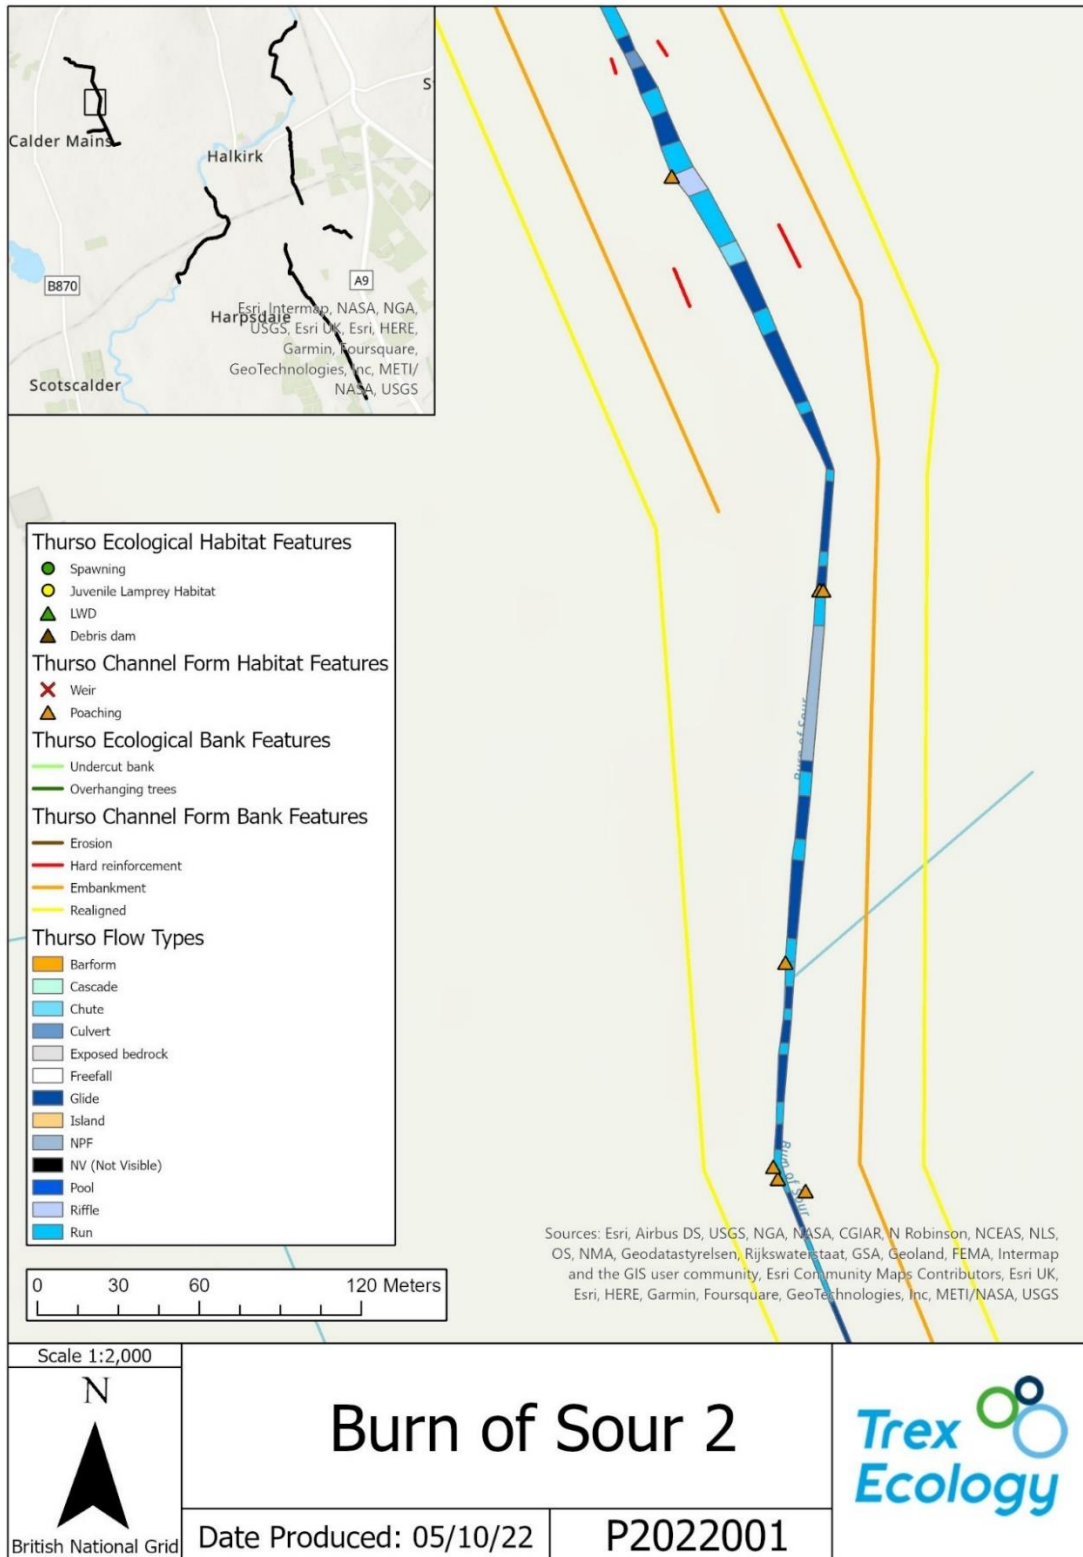 Calder Mains
Halkirk
S
B870
A9
Harpsdale
Scotscalder
Esri, Intermap, NASA, NGA,
USGS, Esri UK, Esri, HERE,
Garmin, Foursquare,
GeoTechnologies, Inc, METI/
NASA, USGS
Thurso Ecological Habitat Features
Spawning
Juvenile Lamprey Habitat
LWD
Debris dam
Thurso Channel Form Habitat Features
Weir
Poaching
Thurso Ecological Bank Features
Undercut bank
Overhanging trees
Thurso Channel Form Bank Features
Erosion
Hard reinforcement
Embankment
Realigned
Thurso Flow Types
Barform
Cascade
Chute
Culvert
Exposed bedrock
Freefall
Glide
Island
NPF
NV (Not Visible)
Pool
Riffle
Run
Burn of Sour
Burn of Sour
Sources: Esri, Airbus DS, USGS, NGA, NASA, CGIAR, N Robinson, NCEAS, NLS,
OS, NMA, Geodatastyrelsen, Rijkswaterstaat, GSA, Geoland, FEMA, Intermap
and the GIS user community, Esri Community Maps Contributors, Esri UK,
Esri, HERE, Garmin, Foursquare, GeoTechnologies, Inc, METI/NASA, USGS
0 30 60 120 Meters
Scale 1:2,000
N
British National Grid
Burn of Sour 2
Date Produced: 05/10/22
P2022001
Trex
Ecology